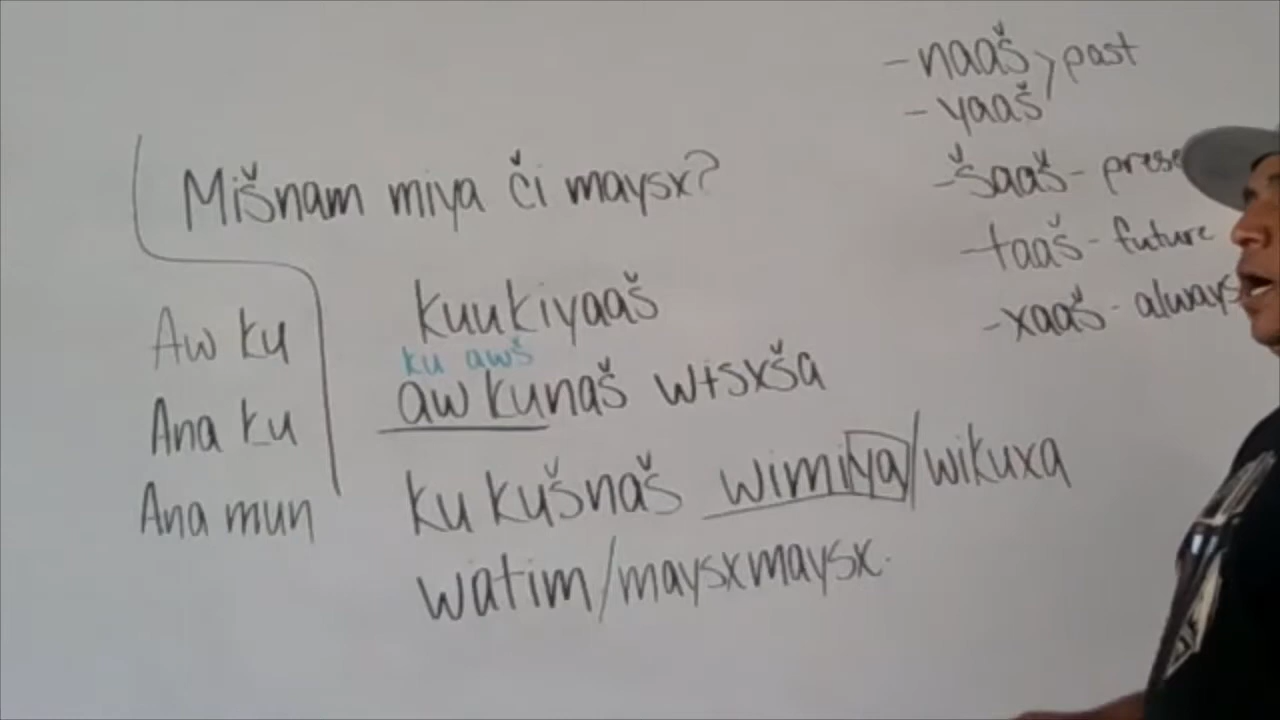 Mišnam miya či maysx?
Aw ku
Ana ku
Ana mun
kuukiyaaš
ku awš
aw kunaš wɨsxša
ku kušnaš wimiya/wikuxa
watim/maysxmaysx.
-naaš
-yaaš
past
-šaaš - prese
-taaš - future
-xaaš - always